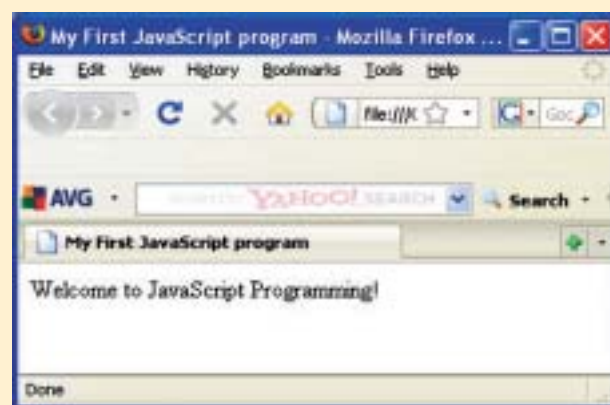 My First JavaScript program - Mozilla Firefox ...
File Edit View History Bookmarks Tools Help
file:///K
AVG YAHOO! SEARCH Search
My First JavaScript program
Welcome to JavaScript Programming!
Done